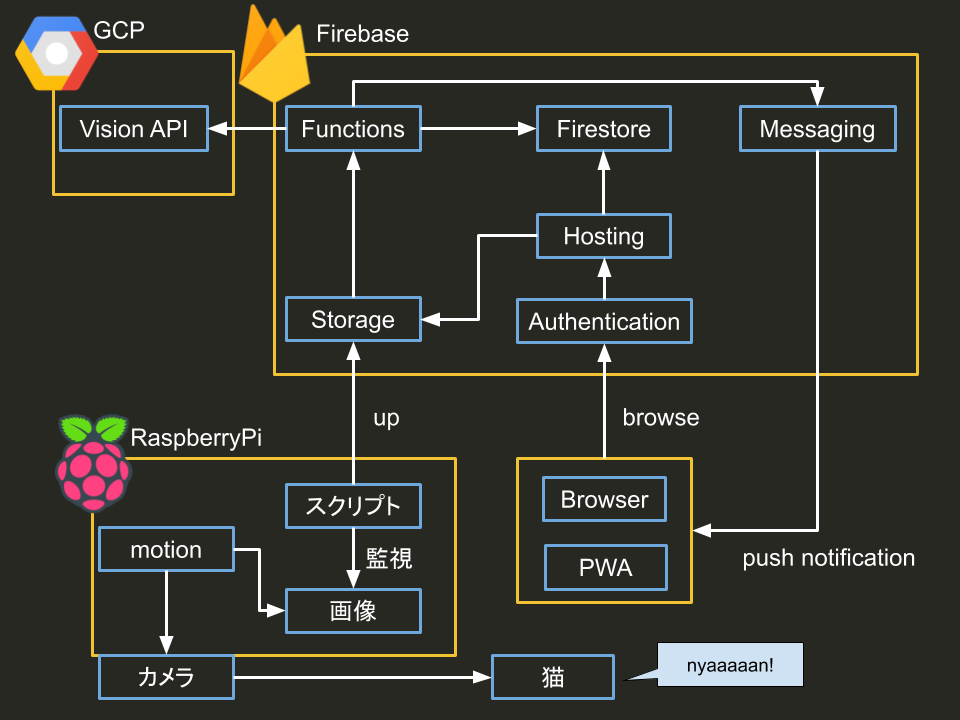 GCP
Firebase
Vision API
Functions
Firestore
Messaging
Hosting
Storage
Authentication
up
browse
RaspberryPi
スクリプト
Browser
motion
監視
push notification
PWA
画像
カメラ
猫
nyaaaaan!